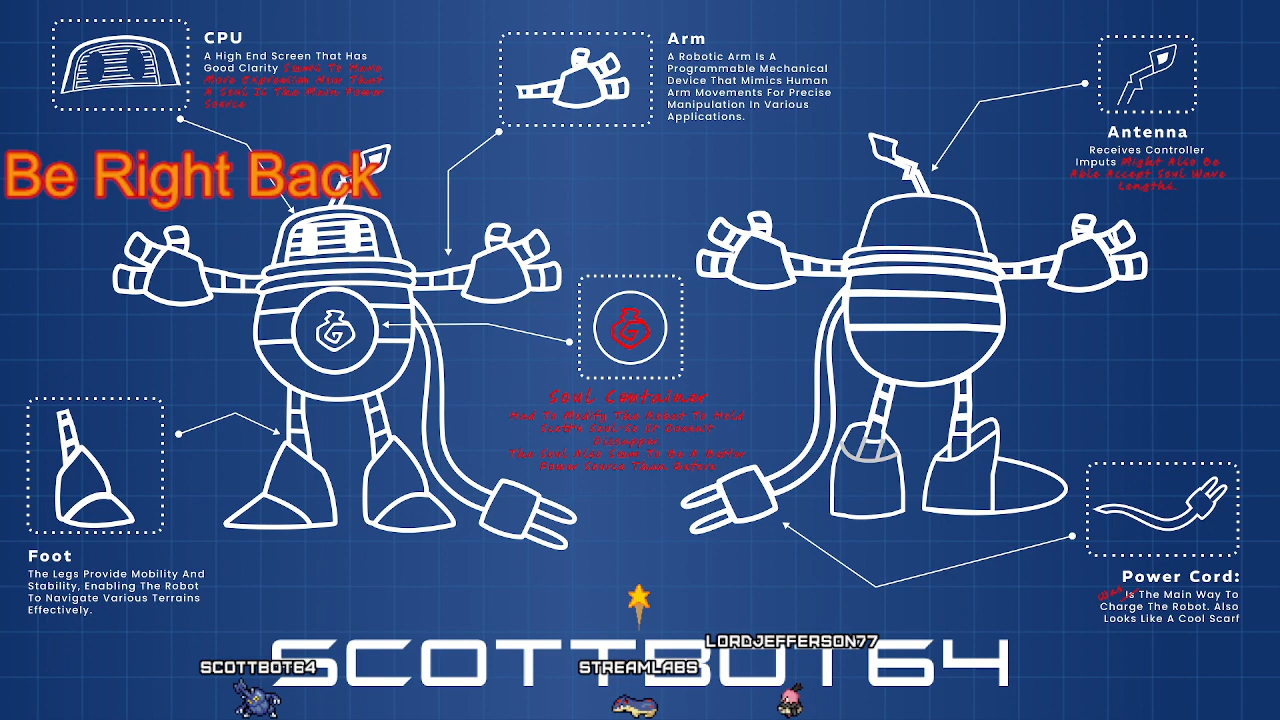 CPU
A High End Screen That Has
Good Clarity Seems To Have
More Expression Now That
A Soul Is The Main Power
Source
Arm
A Robotic Arm Is A
Programmable Mechanical
Device That Mimics Human
Arm Movements For Precise
Manipulation In Various
Applications.
Antenna
Receives Controller
Imputs Might Also Be
Able Accept Soul Wave
Lengths.
Be Right Back
G
G
Soul Container
Had To Modify The Robot To Hold
Soul So It Doesn't
Dissapear
The Soul Also Seem To Be A Better
Power Source Than Before
Foot
The Legs Provide Mobility And
Stability, Enabling The Robot
To Navigate Various Terrains
Effectively.
Power Cord:
Was Is The Main Way To
Charge The Robot. Also
Looks Like A Cool Scarf
SCOTTBOT64
LORDJEFFERSON77
SCOTTBOT64
STREAMLABS